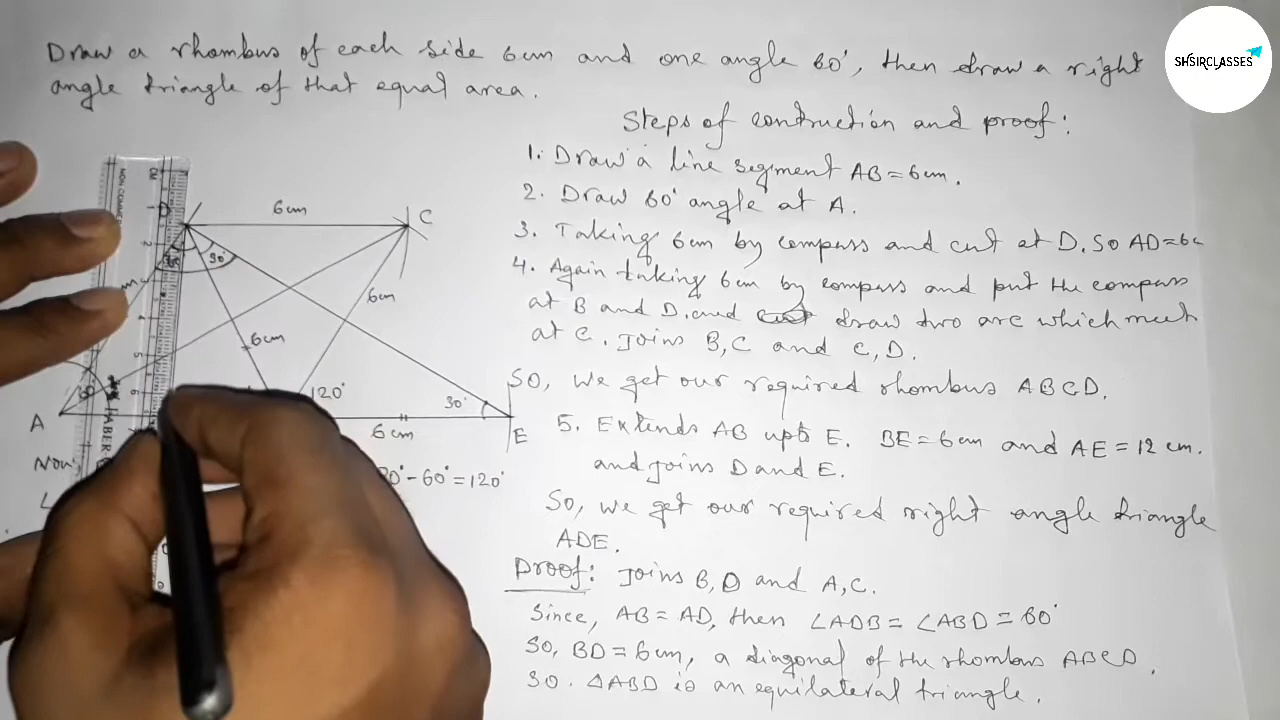 Draw a rhombus of each side 6cm and one angle 60°, then draw a right
angle triangle of that equal area.
SHSIRCLASSES
Steps of contruction and proof:
1. Draw a line segment AB = 6cm.
2. Draw 60° angle at A.
3. Taking 6cm by compass and cut at D. So AD=6c
4. Again taking 6cm by compass and put the compass
at B and D. and draw two arc which meet
at C. Joins B,C and C,D.
So, we get our required rhombus ABCD.
5. Extends AB upto E. BE = 6cm and AE = 12 cm.
and joins D and E.
So, we get our required right angle triangle
ADE.
Proof: Joins B,D and A,C.
Since, AB = AD, then ∠ADB = ∠ABD = 60°
So, BD = 6cm, a diagonal of the rhombus ABCD.
So. △ABD is an equilateral triangle.
6cm
C
90°
6cm
6cm
120°
30°
A
6cm
E
Now,
- 60° = 120°